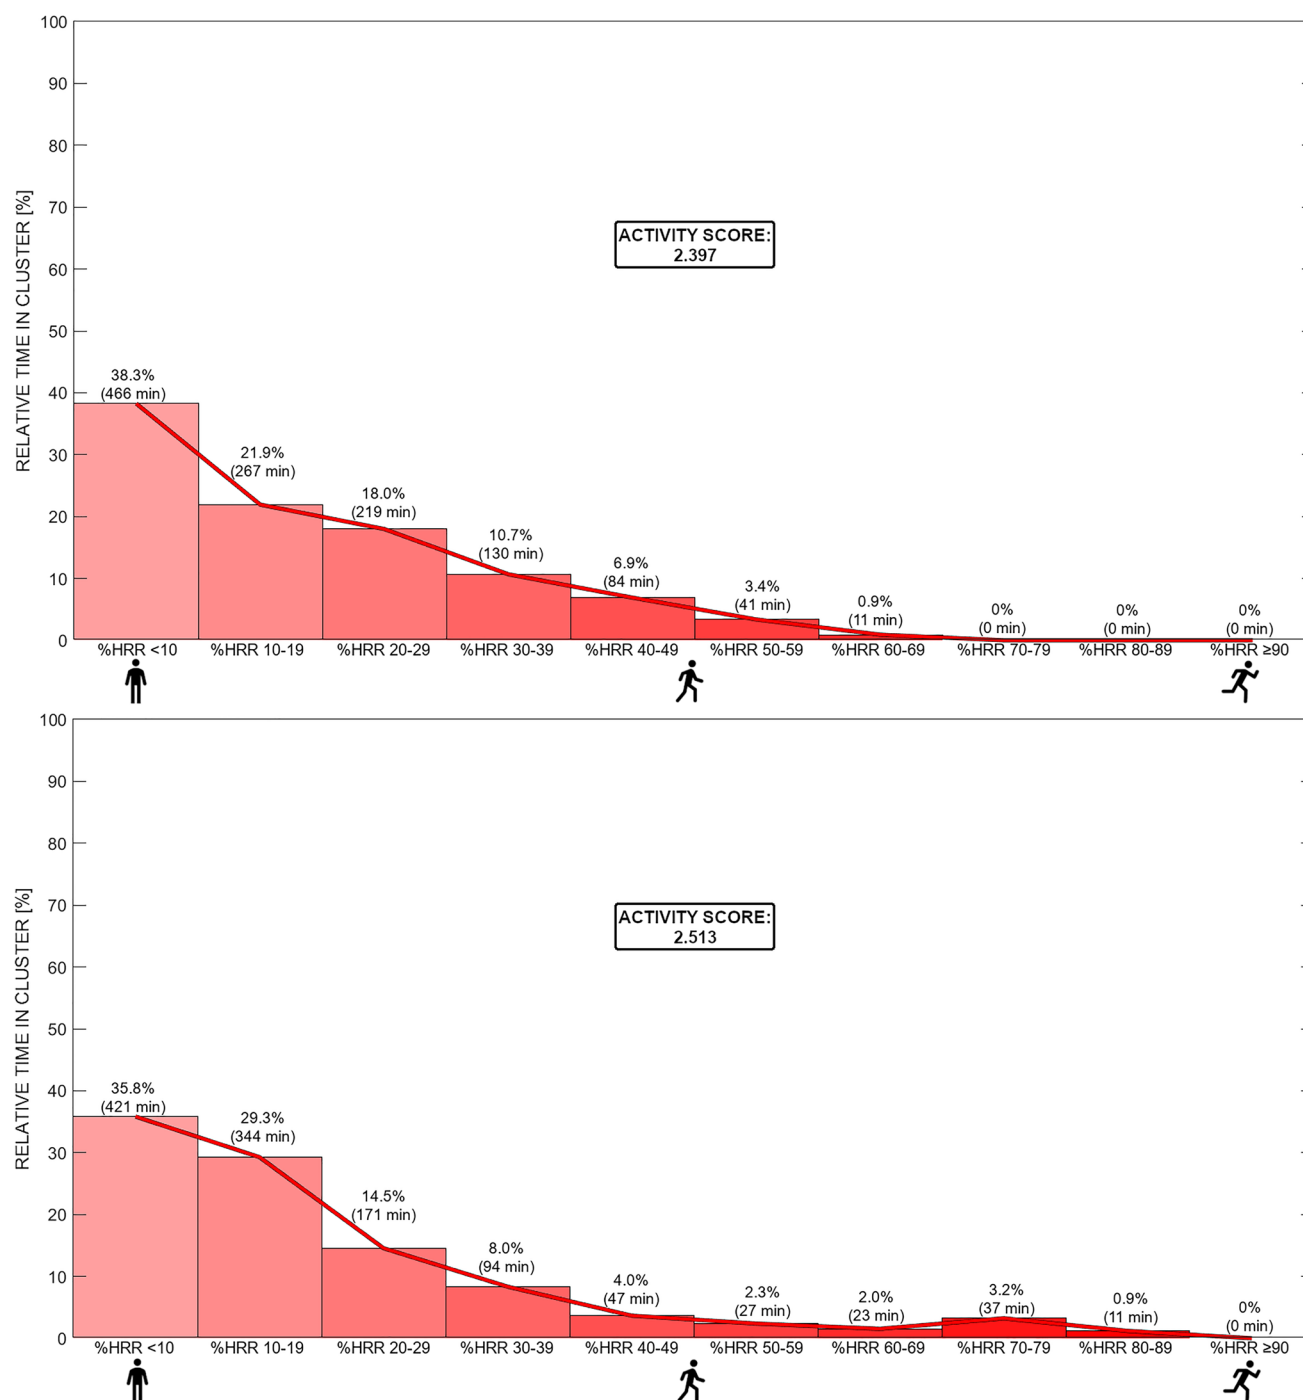 100
90
80
70
60
50
40
30
20
10
0
RELATIVE TIME IN CLUSTER [%]
ACTIVITY SCORE:
2.397
38.3%
(466 min)
21.9%
(267 min)
18.0%
(219 min)
10.7%
(130 min)
6.9%
(84 min)
3.4%
(41 min)
0.9%
(11 min)
0%
(0 min)
0%
(0 min)
0%
(0 min)
%HRR <10
%HRR 10-19
%HRR 20-29
%HRR 30-39
%HRR 40-49
%HRR 50-59
%HRR 60-69
%HRR 70-79
%HRR 80-89
%HRR ≥90
100
90
80
70
60
50
40
30
20
10
0
RELATIVE TIME IN CLUSTER [%]
ACTIVITY SCORE:
2.513
35.8%
(421 min)
29.3%
(344 min)
14.5%
(171 min)
8.0%
(94 min)
4.0%
(47 min)
2.3%
(27 min)
2.0%
(23 min)
3.2%
(37 min)
0.9%
(11 min)
0%
(0 min)
%HRR <10
%HRR 10-19
%HRR 20-29
%HRR 30-39
%HRR 40-49
%HRR 50-59
%HRR 60-69
%HRR 70-79
%HRR 80-89
%HRR ≥90